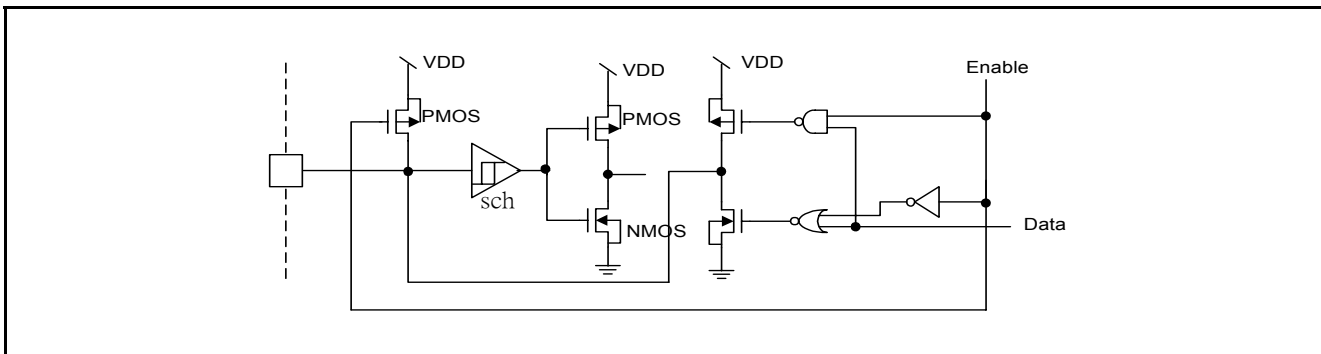 VDD
VDD
VDD
Enable
PMOS
PMOS
sch
NMOS
Data